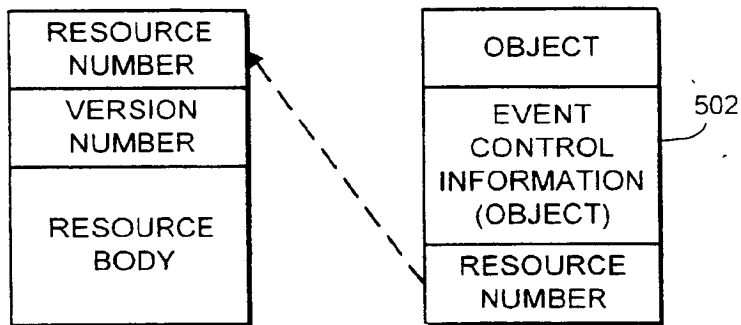 RESOURCE
NUMBER
VERSION
NUMBER
RESOURCE
BODY
OBJECT
EVENT
CONTROL
INFORMATION
(OBJECT)
RESOURCE
NUMBER
502